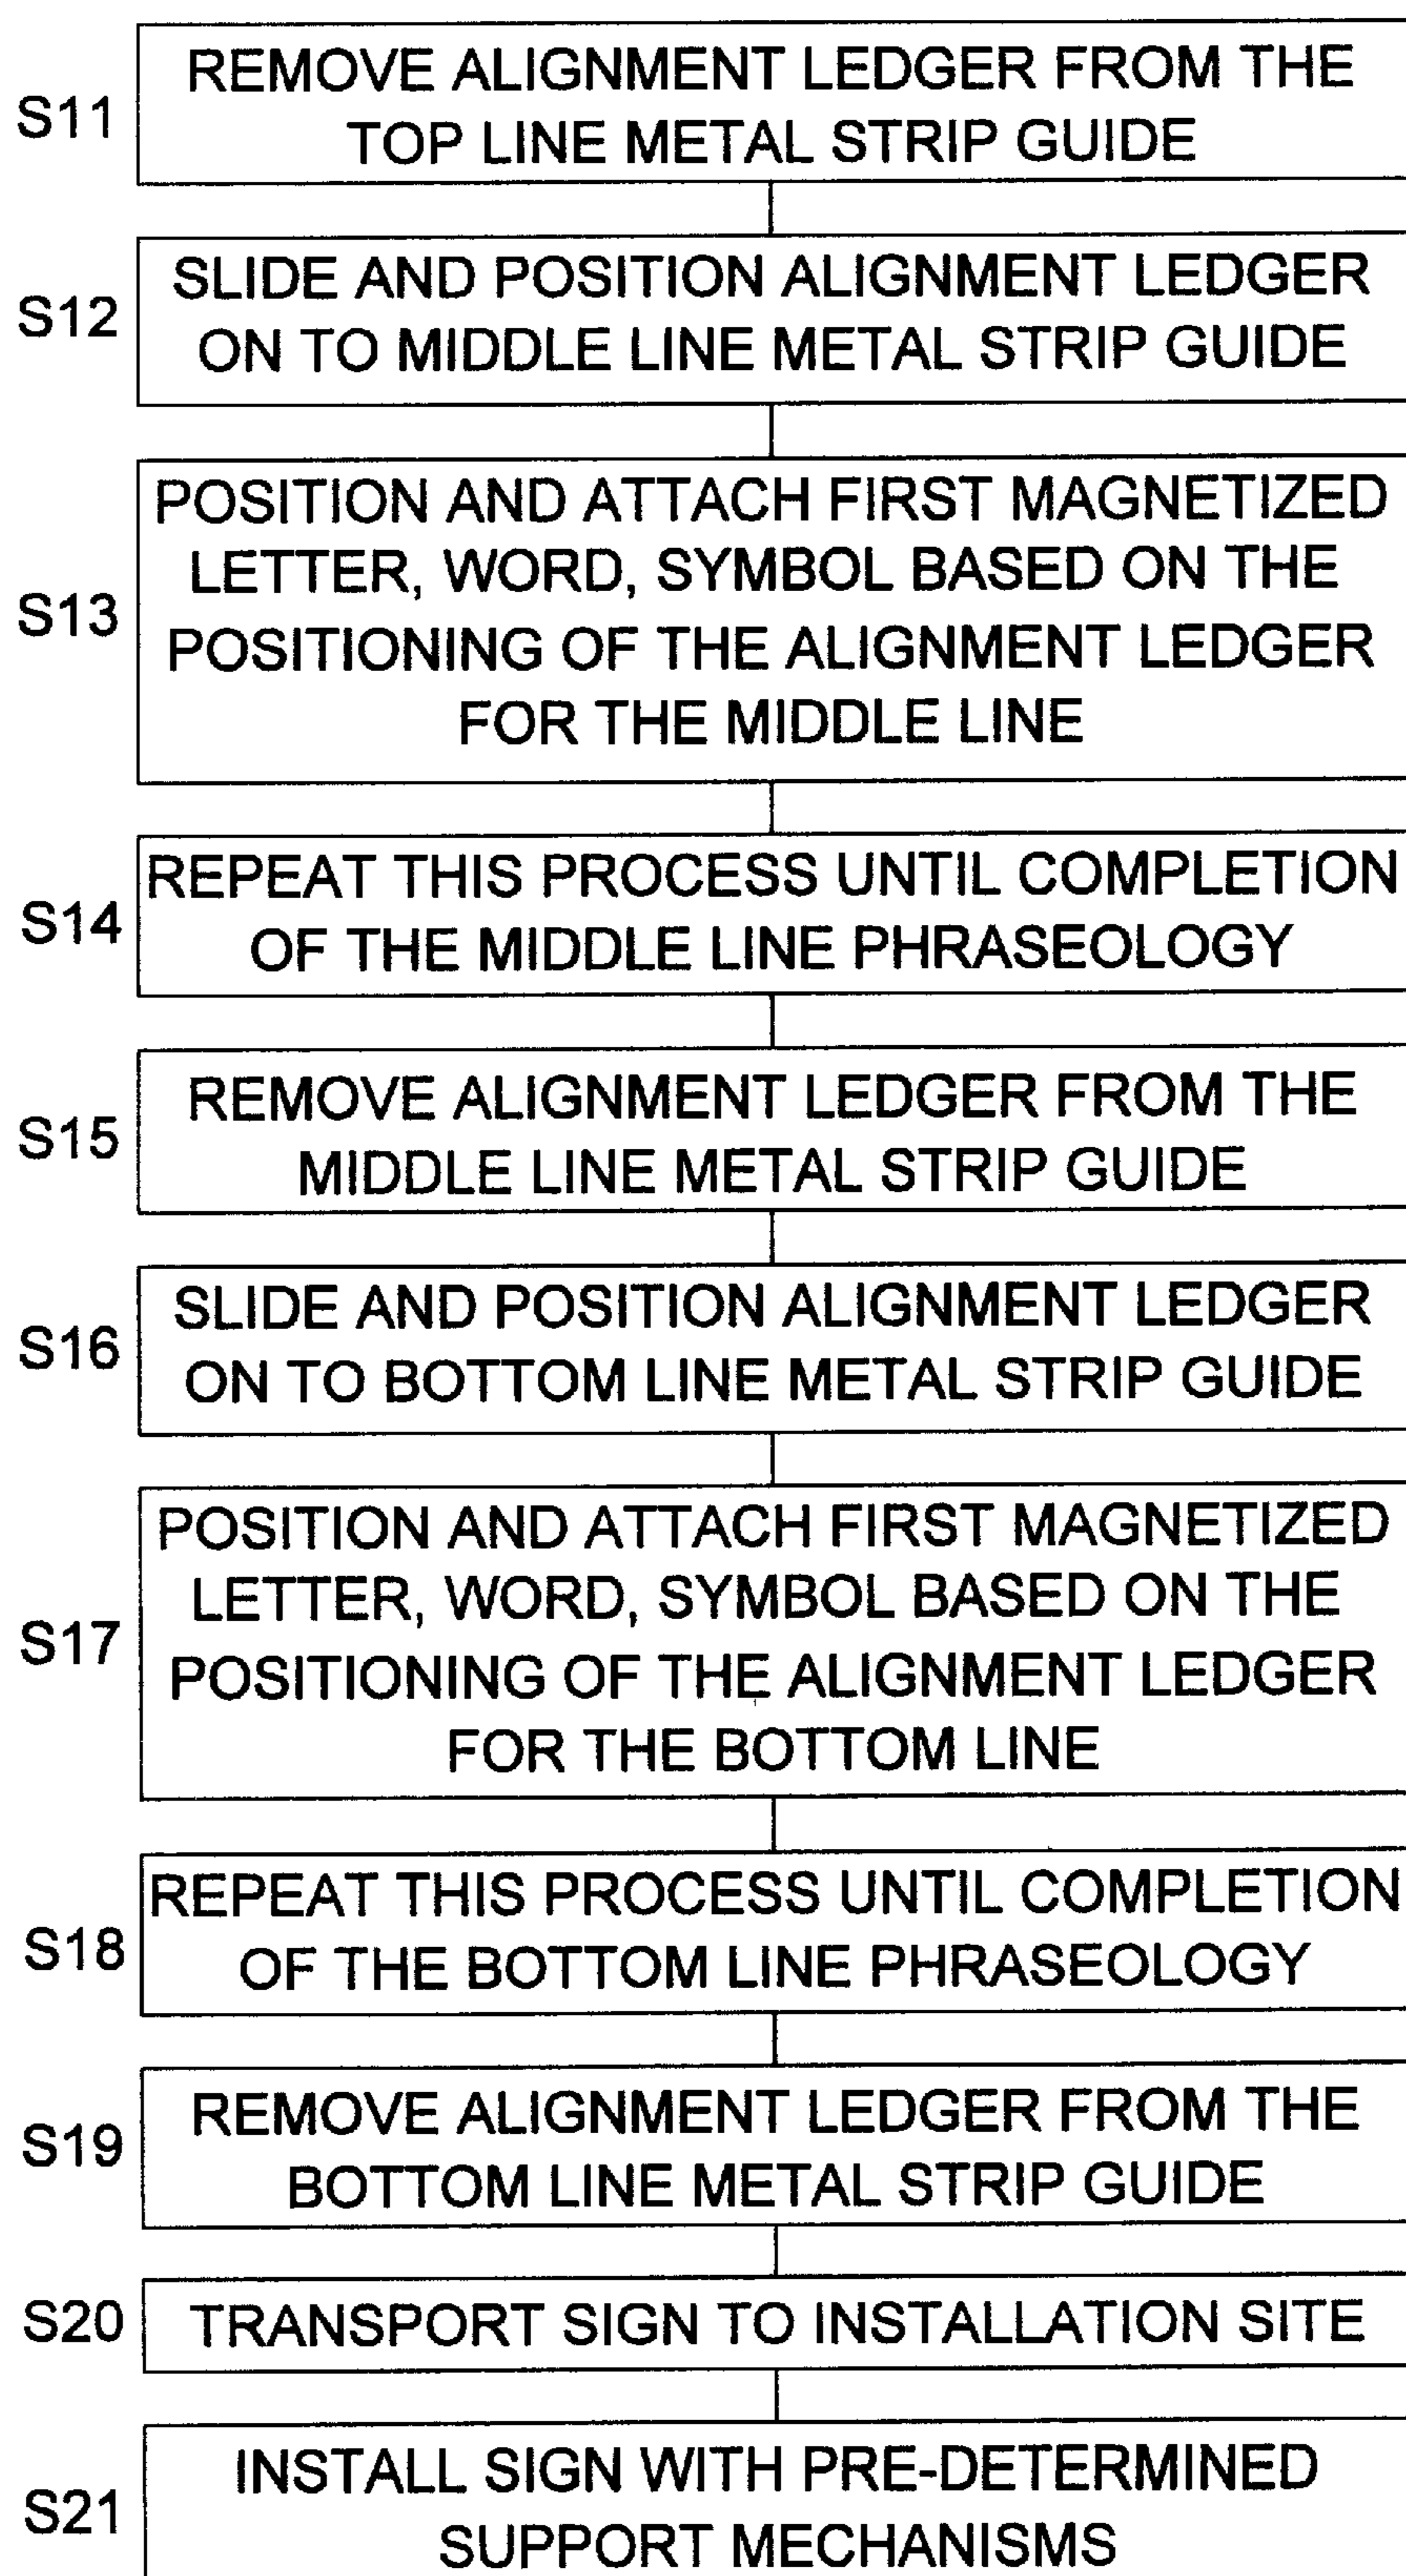 S11
REMOVE ALIGNMENT LEDGER FROM THE
TOP LINE METAL STRIP GUIDE
S12
SLIDE AND POSITION ALIGNMENT LEDGER
ON TO MIDDLE LINE METAL STRIP GUIDE
S13
POSITION AND ATTACH FIRST MAGNETIZED
LETTER, WORD, SYMBOL BASED ON THE
POSITIONING OF THE ALIGNMENT LEDGER
FOR THE MIDDLE LINE
S14
REPEAT THIS PROCESS UNTIL COMPLETION
OF THE MIDDLE LINE PHRASEOLOGY
S15
REMOVE ALIGNMENT LEDGER FROM THE
MIDDLE LINE METAL STRIP GUIDE
S16
SLIDE AND POSITION ALIGNMENT LEDGER
ON TO BOTTOM LINE METAL STRIP GUIDE
S17
POSITION AND ATTACH FIRST MAGNETIZED
LETTER, WORD, SYMBOL BASED ON THE
POSITIONING OF THE ALIGNMENT LEDGER
FOR THE BOTTOM LINE
S18
REPEAT THIS PROCESS UNTIL COMPLETION
OF THE BOTTOM LINE PHRASEOLOGY
S19
REMOVE ALIGNMENT LEDGER FROM THE
BOTTOM LINE METAL STRIP GUIDE
S20
TRANSPORT SIGN TO INSTALLATION SITE
S21
INSTALL SIGN WITH PRE-DETERMINED
SUPPORT MECHANISMS